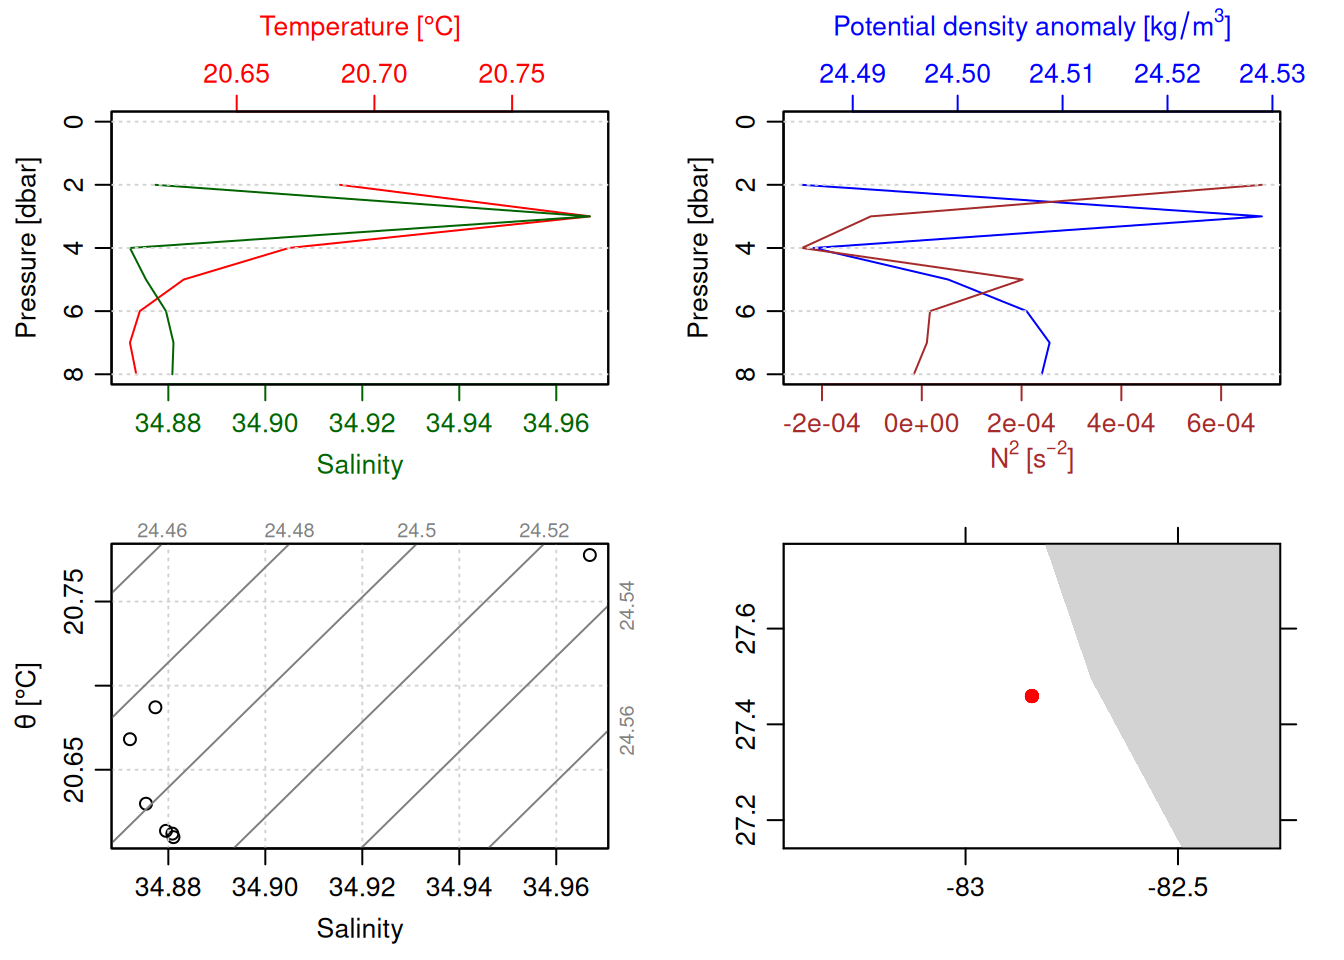 Temperature [°C]
20.65 20.70 20.75
0 2 4 6 8
Pressure [dbar]
34.88 34.90 34.92 34.94 34.96
Salinity
Potential density anomaly [kg/m³]
24.49 24.50 24.51 24.52 24.53
0 2 4 6 8
Pressure [dbar]
-2e-04 0e+00 2e-04 4e-04 6e-04
N² [s⁻²]
24.46 24.48 24.5 24.52
24.54
24.56
20.75
20.65
θ [°C]
34.88 34.90 34.92 34.94 34.96
Salinity
27.6
27.4
27.2
-83 -82.5